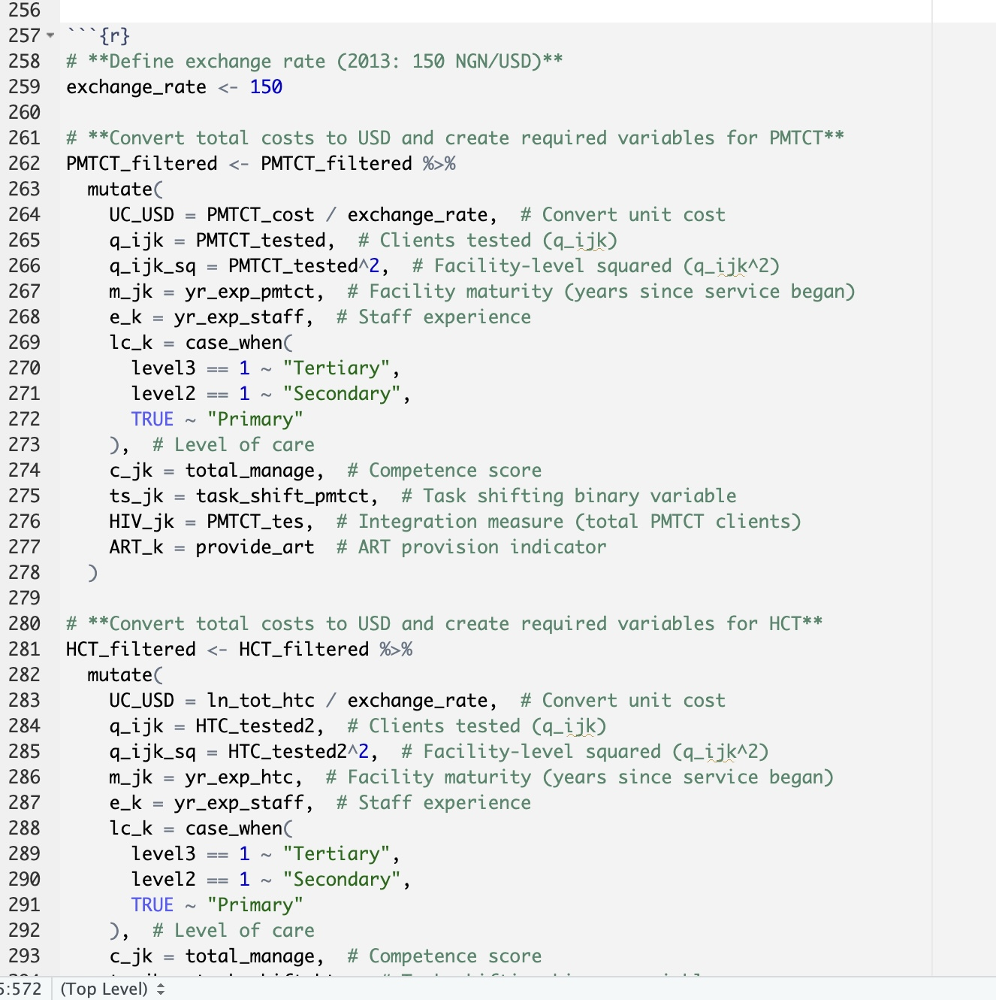 256
257 ```{r}
258 # **Define exchange rate (2013: 150 NGN/USD)**
259 exchange_rate <- 150
260
261 # **Convert total costs to USD and create required variables for PMTCT**
262 PMTCT_filtered <- PMTCT_filtered %>%
263   mutate(
264     UC_USD = PMTCT_cost / exchange_rate,  # Convert unit cost
265     q_ijk = PMTCT_tested,  # Clients tested (q_ijk)
266     q_ijk_sq = PMTCT_tested^2,  # Facility-level squared (q_ijk^2)
267     m_jk = yr_exp_pmtct,  # Facility maturity (years since service began)
268     e_k = yr_exp_staff,  # Staff experience
269     lc_k = case_when(
270       level3 == 1 ~ "Tertiary",
271       level2 == 1 ~ "Secondary",
272       TRUE ~ "Primary"
273     ),  # Level of care
274     c_jk = total_manage,  # Competence score
275     ts_jk = task_shift_pmtct,  # Task shifting binary variable
276     HIV_jk = PMTCT_tes,  # Integration measure (total PMTCT clients)
277     ART_k = provide_art  # ART provision indicator
278   )
279
280 # **Convert total costs to USD and create required variables for HCT**
281 HCT_filtered <- HCT_filtered %>%
282   mutate(
283     UC_USD = ln_tot_htc / exchange_rate,  # Convert unit cost
284     q_ijk = HTC_tested2,  # Clients tested (q_ijk)
285     q_ijk_sq = HTC_tested2^2,  # Facility-level squared (q_ijk^2)
286     m_jk = yr_exp_htc,  # Facility maturity (years since service began)
287     e_k = yr_exp_staff,  # Staff experience
288     lc_k = case_when(
289       level3 == 1 ~ "Tertiary",
290       level2 == 1 ~ "Secondary",
291       TRUE ~ "Primary"
292     ),  # Level of care
293     c_jk = total_manage,  # Competence score
:572 (Top Level)